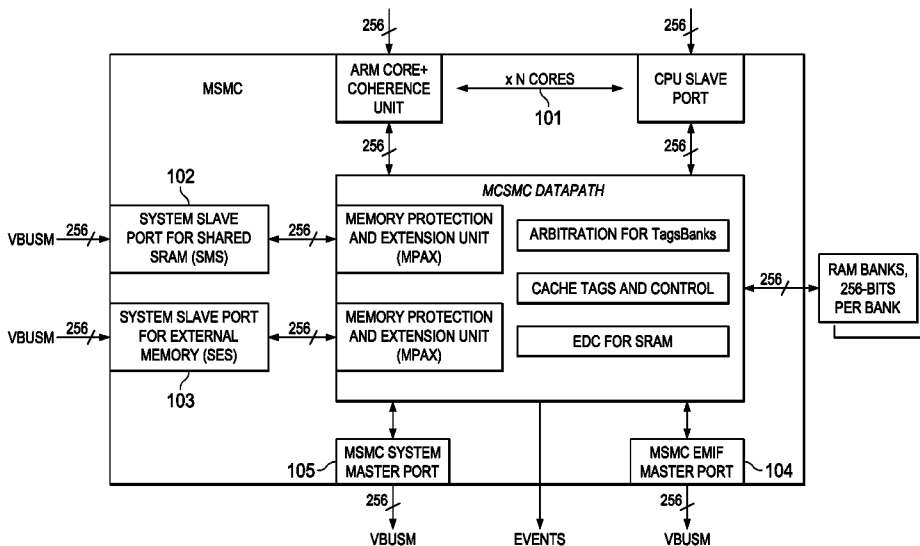 256
256
MSMC
ARM CORE+
COHERENCE
UNIT
x N CORES
101
CPU SLAVE
PORT
256
256
MCSMC DATAPATH
102
VBUSM
256
SYSTEM SLAVE
PORT FOR SHARED
SRAM (SMS)
256
MEMORY PROTECTION
AND EXTENSION UNIT
(MPAX)
ARBITRATION FOR TagsBanks
CACHE TAGS AND CONTROL
256
RAM BANKS,
256-BITS
PER BANK
VBUSM
256
SYSTEM SLAVE PORT
FOR EXTERNAL
MEMORY (SES)
256
MEMORY PROTECTION
AND EXTENSION UNIT
(MPAX)
EDC FOR SRAM
103
105
MSMC SYSTEM
MASTER PORT
MSMC EMIF
MASTER PORT
104
256
256
VBUSM
EVENTS
VBUSM